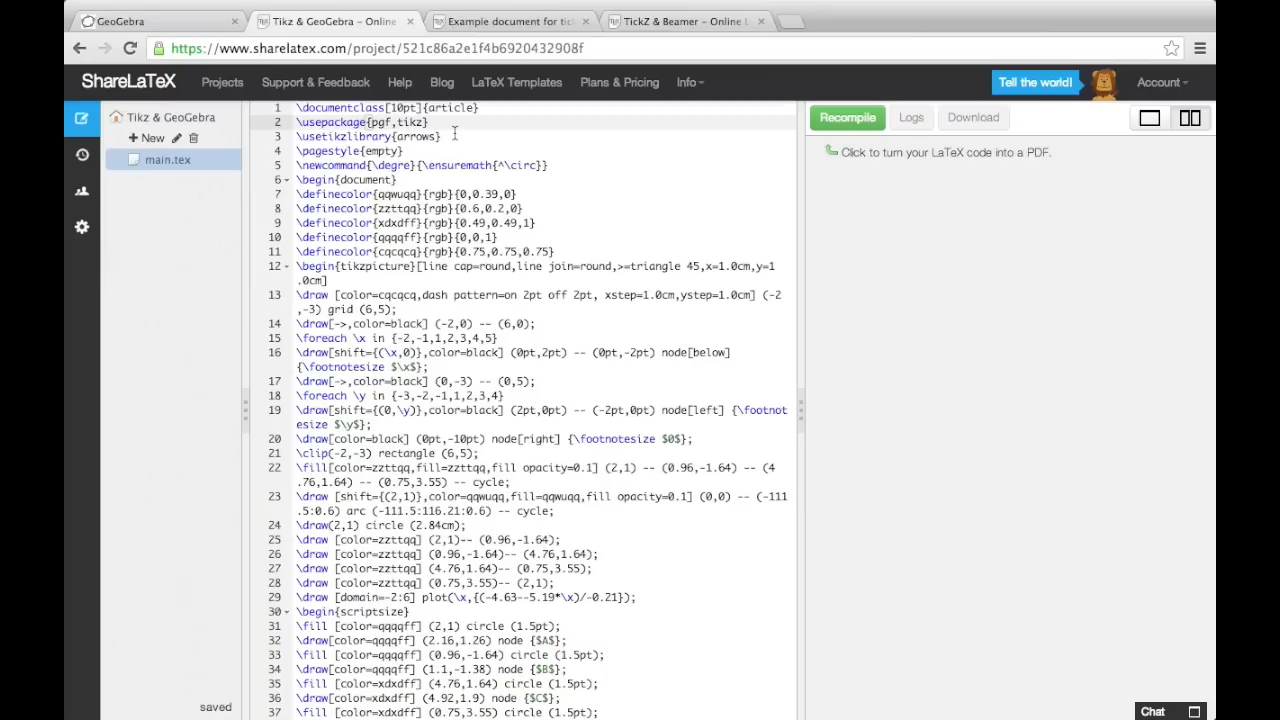 GeoGebra
Tikz & GeoGebra – Online
Example document for tic
TickZ & Beamer – Online L
https://www.sharelatex.com/project/521c86a2e1f4b6920432908f
ShareLaTeX
Projects
Support & Feedback
Help
Blog
LaTeX Templates
Plans & Pricing
Info
Tell the world!
Account
Tikz & GeoGebra
New
main.tex
saved
1 \documentclass[10pt]{article}
2 \usepackage{pgf,tikz}
3 \usetikzlibrary{arrows}
4 \pagestyle{empty}
5 \newcommand{\degre}{\ensuremath{^\circ}}
6 \begin{document}
7 \definecolor{qqwuqq}{rgb}{0,0.39,0}
8 \definecolor{zzttqq}{rgb}{0.6,0.2,0}
9 \definecolor{xdxdff}{rgb}{0.49,0.49,1}
10 \definecolor{qqqqff}{rgb}{0,0,1}
11 \definecolor{cqcqcq}{rgb}{0.75,0.75,0.75}
12 \begin{tikzpicture}[line cap=round,line join=round,>=triangle 45,x=1.0cm,y=1
.0cm]
13 \draw [color=cqcqcq,dash pattern=on 2pt off 2pt, xstep=1.0cm,ystep=1.0cm] (-2
,-3) grid (6,5);
14 \draw[->,color=black] (-2,0) -- (6,0);
15 \foreach \x in {-2,-1,1,2,3,4,5}
16 \draw[shift={(\x,0)},color=black] (0pt,2pt) -- (0pt,-2pt) node[below]
{\footnotesize $\x$};
17 \draw[->,color=black] (0,-3) -- (0,5);
18 \foreach \y in {-3,-2,-1,1,2,3,4}
19 \draw[shift={(0,\y)},color=black] (2pt,0pt) -- (-2pt,0pt) node[left] {\footnot
esize $\y$};
20 \draw[color=black] (0pt,-10pt) node[right] {\footnotesize $0$};
21 \clip(-2,-3) rectangle (6,5);
22 \fill[color=zzttqq,fill=zzttqq,fill opacity=0.1] (2,1) -- (0.96,-1.64) -- (4
.76,1.64) -- (0.75,3.55) -- cycle;
23 \draw [shift={(2,1)},color=qqwuqq,fill=qqwuqq,fill opacity=0.1] (0,0) -- (-111
.5:0.6) arc (-111.5:116.21:0.6) -- cycle;
24 \draw(2,1) circle (2.84cm);
25 \draw [color=zzttqq] (2,1)-- (0.96,-1.64);
26 \draw [color=zzttqq] (0.96,-1.64)-- (4.76,1.64);
27 \draw [color=zzttqq] (4.76,1.64)-- (0.75,3.55);
28 \draw [color=zzttqq] (0.75,3.55)-- (2,1);
29 \draw [domain=-2:6] plot(\x,{(-4.63--5.19*\x)/-0.21});
30 \begin{scriptsize}
31 \fill [color=qqqqff] (2,1) circle (1.5pt);
32 \draw[color=qqqqff] (2.16,1.26) node {$A$};
33 \fill [color=qqqqff] (0.96,-1.64) circle (1.5pt);
34 \draw[color=qqqqff] (1.1,-1.38) node {$B$};
35 \fill [color=xdxdff] (4.76,1.64) circle (1.5pt);
36 \draw[color=xdxdff] (4.92,1.9) node {$C$};
37 \fill [color=xdxdff] (0.75,3.55) circle (1.5pt);
Recompile
Logs
Download
Click to turn your LaTeX code into a PDF.
Chat